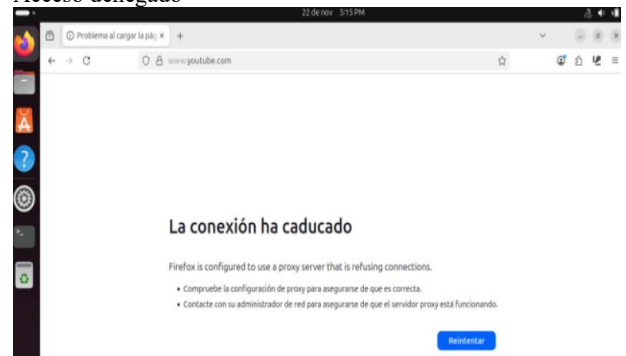 Acceso denegado
22 de nov 5:15 PM
Problema al cargar la pág
www.youtube.com
La conexión ha caducado
Firefox is configured to use a proxy server that is refusing connections.
• Compruebe la configuración de proxy para asegurarse de que es correcta.
• Contacte con su administrador de red para asegurarse de que el servidor proxy está funcionando.
Reintentar